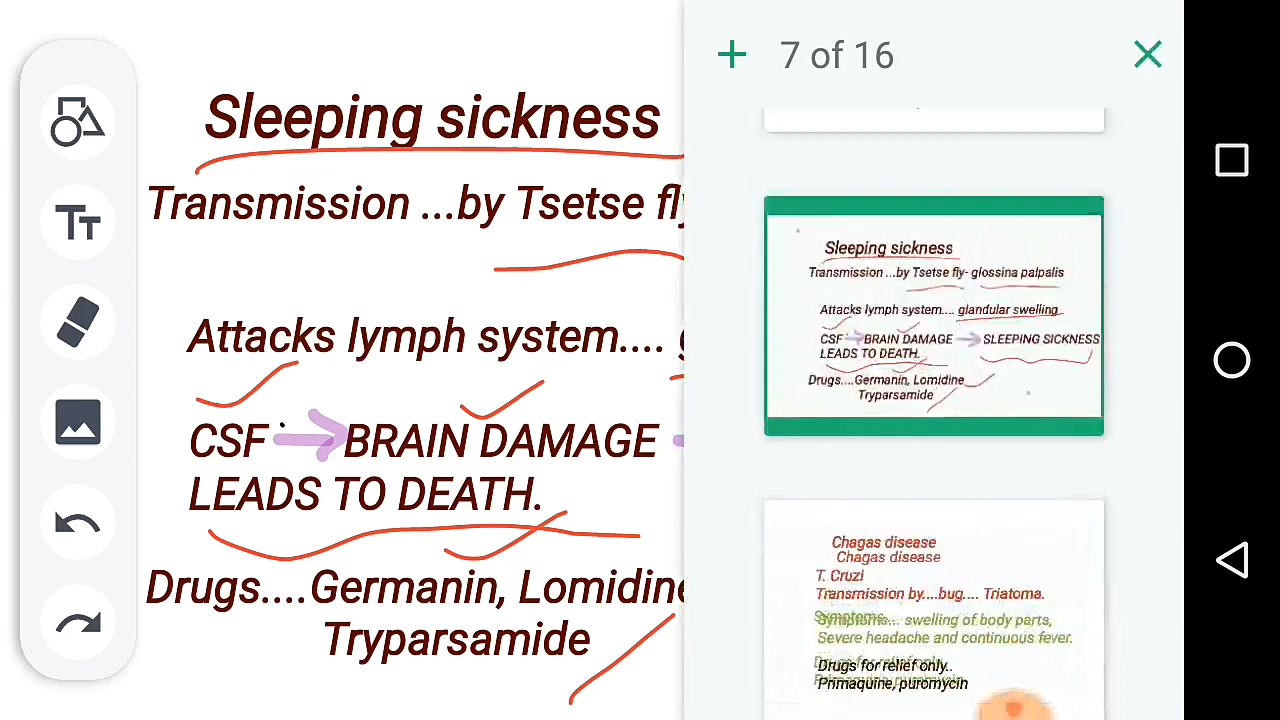 Sleeping sickness
Transmission ...by Tsetse fly
Attacks lymph system....
CSF BRAIN DAMAGE
LEADS TO DEATH.
Drugs....Germanin, Lomidine
Tryparsamide
7 of 16
Sleeping sickness
Transmission ...by Tsetse fly- glossina palpalis
Attacks lymph system.... glandular swelling
CSF BRAIN DAMAGE SLEEPING SICKNESS
LEADS TO DEATH.
Drugs....Germanin, Lomidine
Tryparsamide
Chagas disease
Chagas disease
T. Cruzi
Transmission by....bug.... Triatoma.
Symptoms... swelling of body parts,
Severe headache and continuous fever.
Drugs for relief only..
Primaquine, puromycin